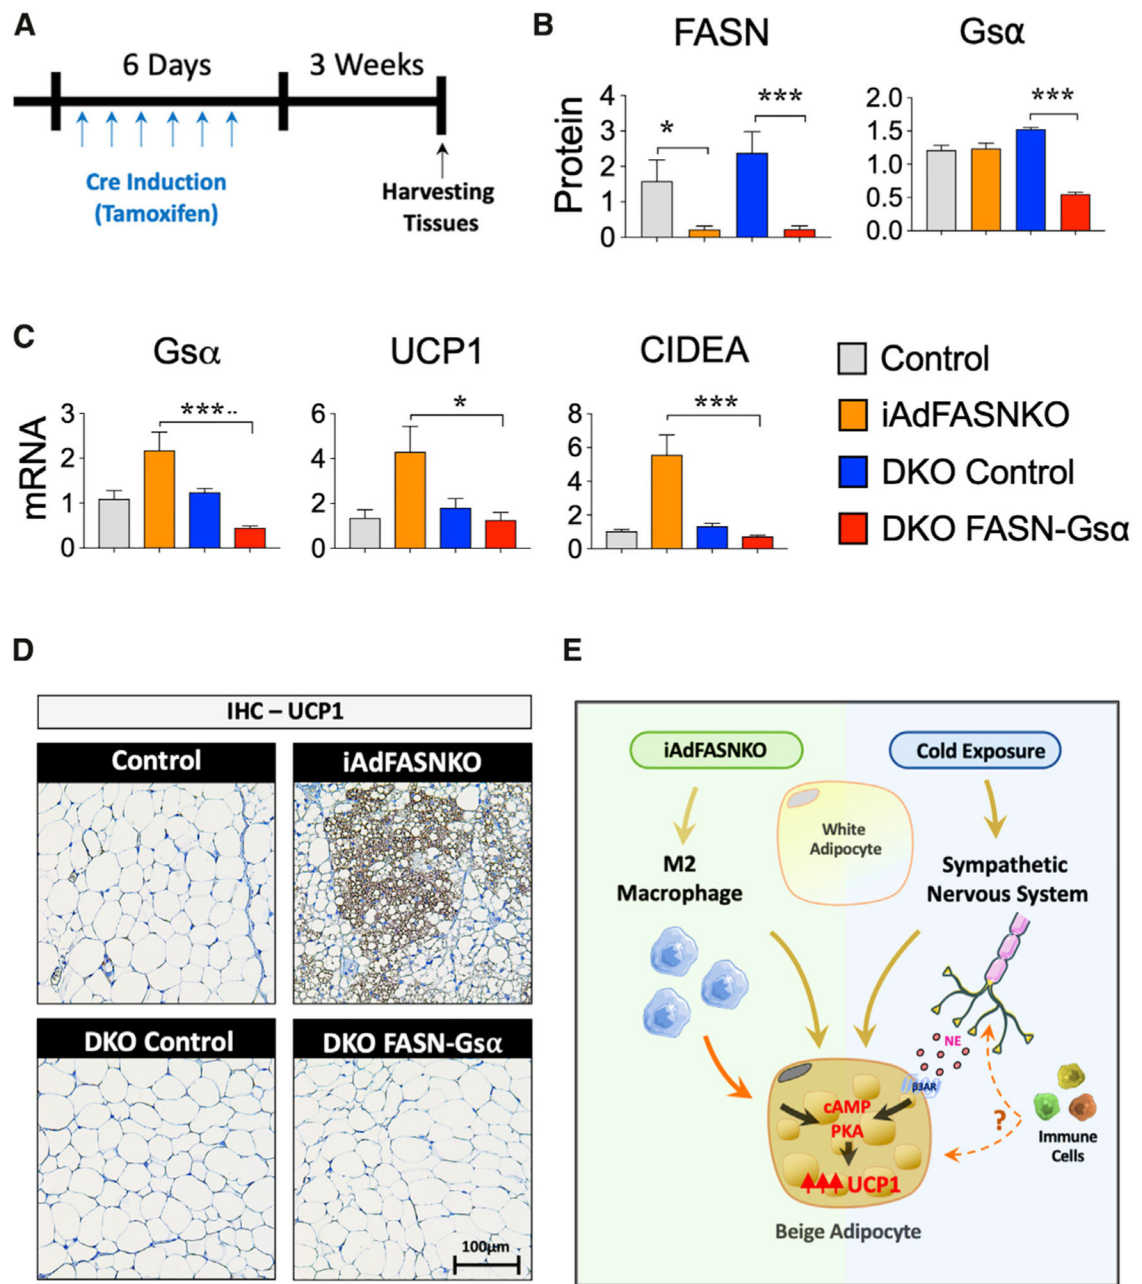 A
6 Days
3 Weeks
Cre Induction
(Tamoxifen)
Harvesting
Tissues
B
FASN
Gsα
Protein
4
3
2
1
0
*
***
2.0
1.5
1.0
0.5
0.0
***
C
Gsα
UCP1
CIDEA
mRNA
3
2
1
0
***..
6
4
2
0
*
8
6
4
2
0
***
Control
iAdFASNKO
DKO Control
DKO FASN-Gsα
D
IHC – UCP1
Control
iAdFASNKO
DKO Control
DKO FASN-Gsα
100μm
E
iAdFASNKO
Cold Exposure
White
Adipocyte
M2
Macrophage
Sympathetic
Nervous System
NE
β3AR
cAMP
PKA
UCP1
?
Immune
Cells
Beige Adipocyte